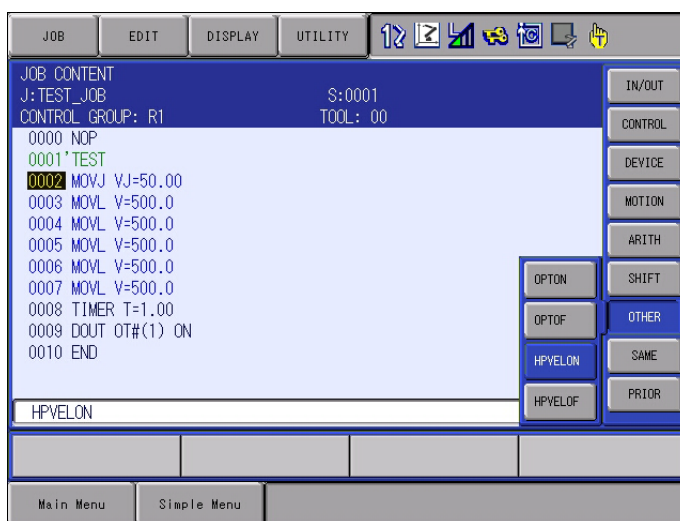 JOB EDIT DISPLAY UTILITY
JOB CONTENT
J:TEST_JOB S:0001
CONTROL GROUP: R1 TOOL: 00
0000 NOP
0001'TEST
0002 MOVJ VJ=50.00
0003 MOVL V=500.0
0004 MOVL V=500.0
0005 MOVL V=500.0
0006 MOVL V=500.0
0007 MOVL V=500.0
0008 TIMER T=1.00
0009 DOUT OT#(1) ON
0010 END
HPVELON
OPTON
OPTOF
HPVELON
HPVELOF
IN/OUT
CONTROL
DEVICE
MOTION
ARITH
SHIFT
OTHER
SAME
PRIOR
Main Menu Simple Menu